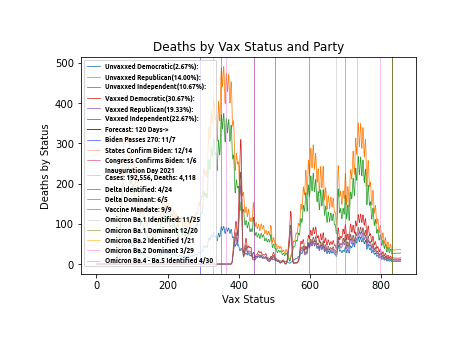 Deaths by Vax Status and Party
Deaths by Vax Status
500
400
300
200
100
0
Unvaxxed Democratic(2.67%):
Unvaxxed Republican(14.00%):
Unvaxxed Independent(10.67%):
Vaxxed Democratic(30.67%):
Vaxxed Republican(19.33%):
Vaxxed Independent(22.67%):
Forecast: 120 Days->
Biden Passes 270: 11/7
States Confirm Biden: 12/14
Congress Confirms Biden: 1/6
Inauguration Day 2021
Cases: 192,556, Deaths: 4,118
Delta Identified: 4/24
Delta Dominant: 6/5
Vaccine Mandate: 9/9
Omicron Ba.1 Identified: 11/25
Omicron Ba.1 Dominant 12/20
Omicron Ba.2 Identified 1/21
Omicron Ba.2 Dominant 3/29
Omicron Ba.4 - Ba.5 Identified 4/30
0 200 400 600 800
Vax Status